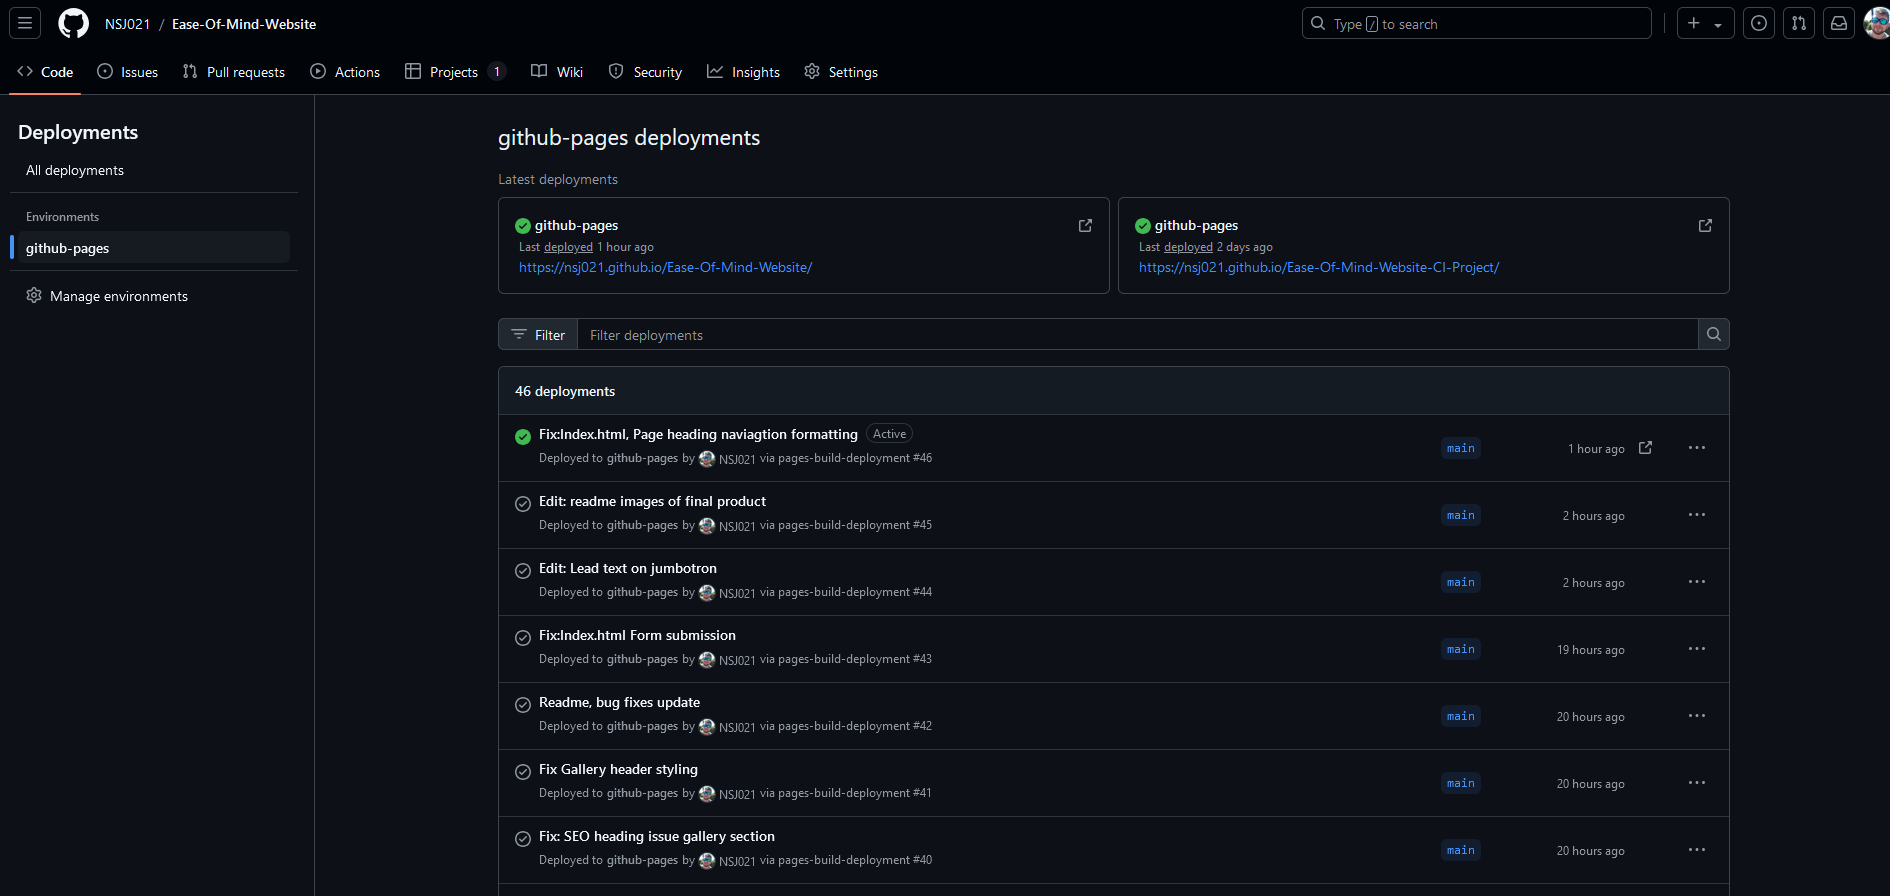 NSJ021 / Ease-Of-Mind-Website
Type / to search
Code Issues Pull requests Actions Projects 1 Wiki Security Insights Settings
Deployments
All deployments
Environments
github-pages
Manage environments
github-pages deployments
Latest deployments
github-pages
Last deployed 1 hour ago
https://nsj021.github.io/Ease-Of-Mind-Website/
github-pages
Last deployed 2 days ago
https://nsj021.github.io/Ease-Of-Mind-Website-CI-Project/
Filter Filter deployments
46 deployments
Fix:Index.html, Page heading naviagtion formatting Active
Deployed to github-pages by NSJ021 via pages-build-deployment #46
main 1 hour ago
Edit: readme images of final product
Deployed to github-pages by NSJ021 via pages-build-deployment #45
main 2 hours ago
Edit: Lead text on jumbotron
Deployed to github-pages by NSJ021 via pages-build-deployment #44
main 2 hours ago
Fix:Index.html Form submission
Deployed to github-pages by NSJ021 via pages-build-deployment #43
main 19 hours ago
Readme, bug fixes update
Deployed to github-pages by NSJ021 via pages-build-deployment #42
main 20 hours ago
Fix Gallery header styling
Deployed to github-pages by NSJ021 via pages-build-deployment #41
main 20 hours ago
Fix: SEO heading issue gallery section
Deployed to github-pages by NSJ021 via pages-build-deployment #40
main 20 hours ago